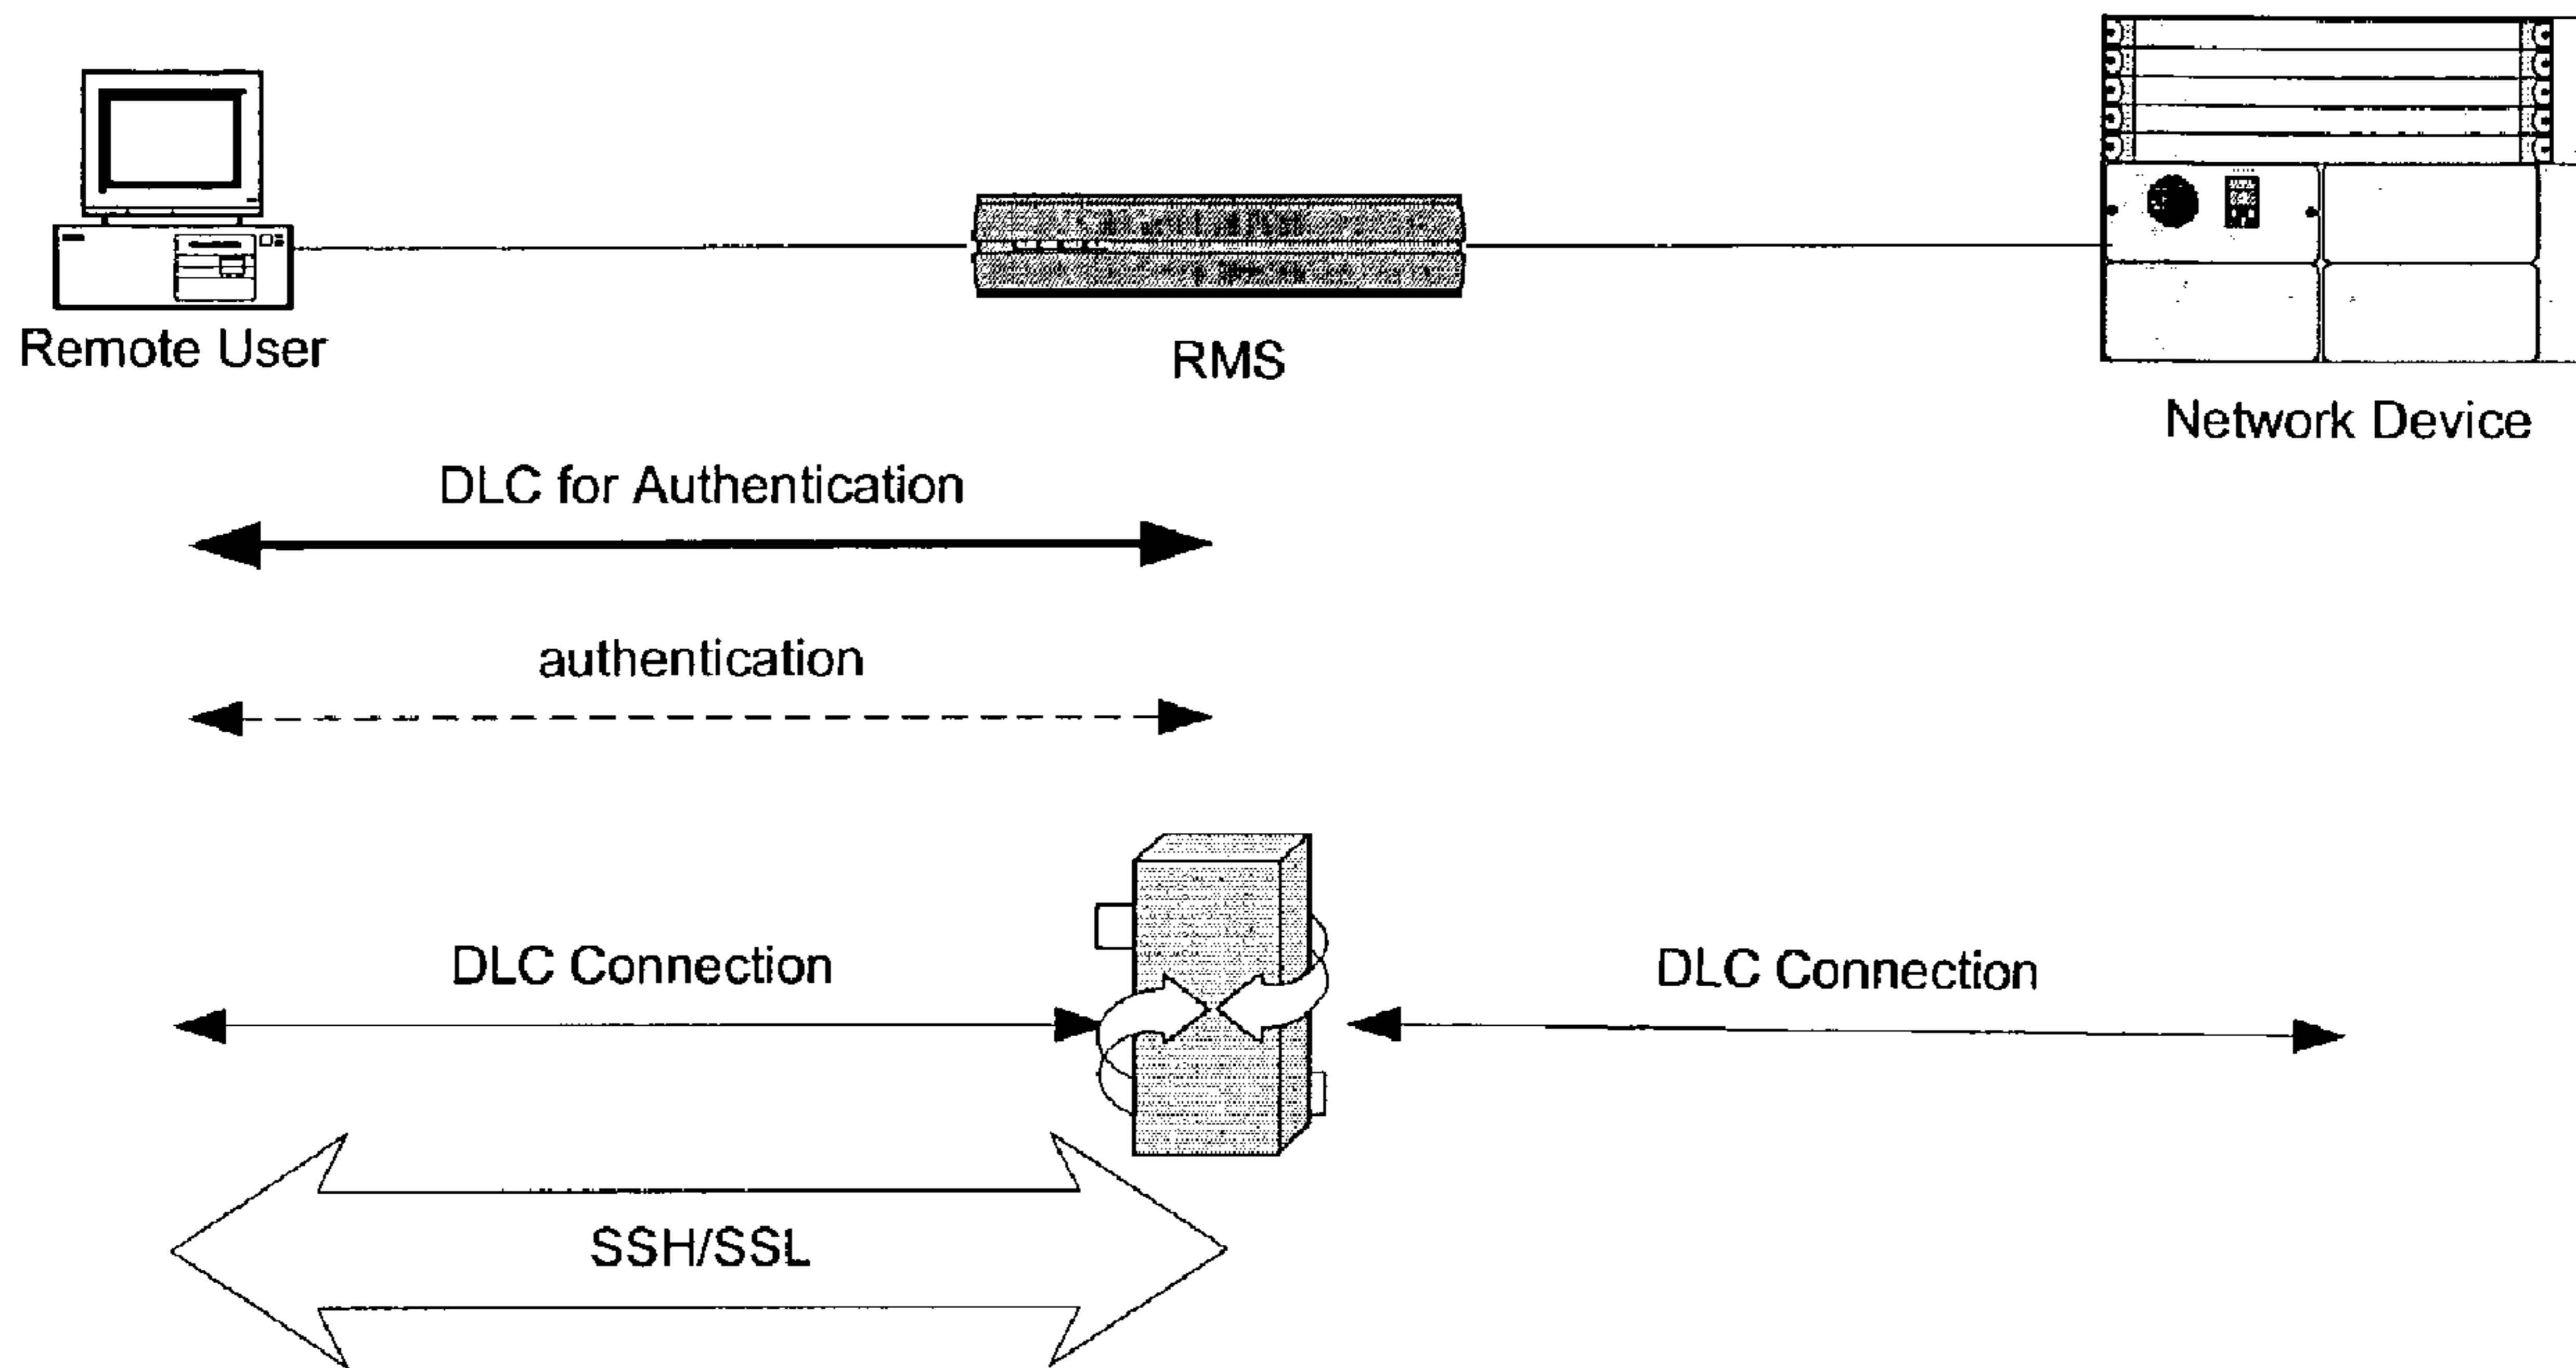 Remote User
RMS
Network Device
DLC for Authentication
authentication
DLC Connection
DLC Connection
SSH/SSL